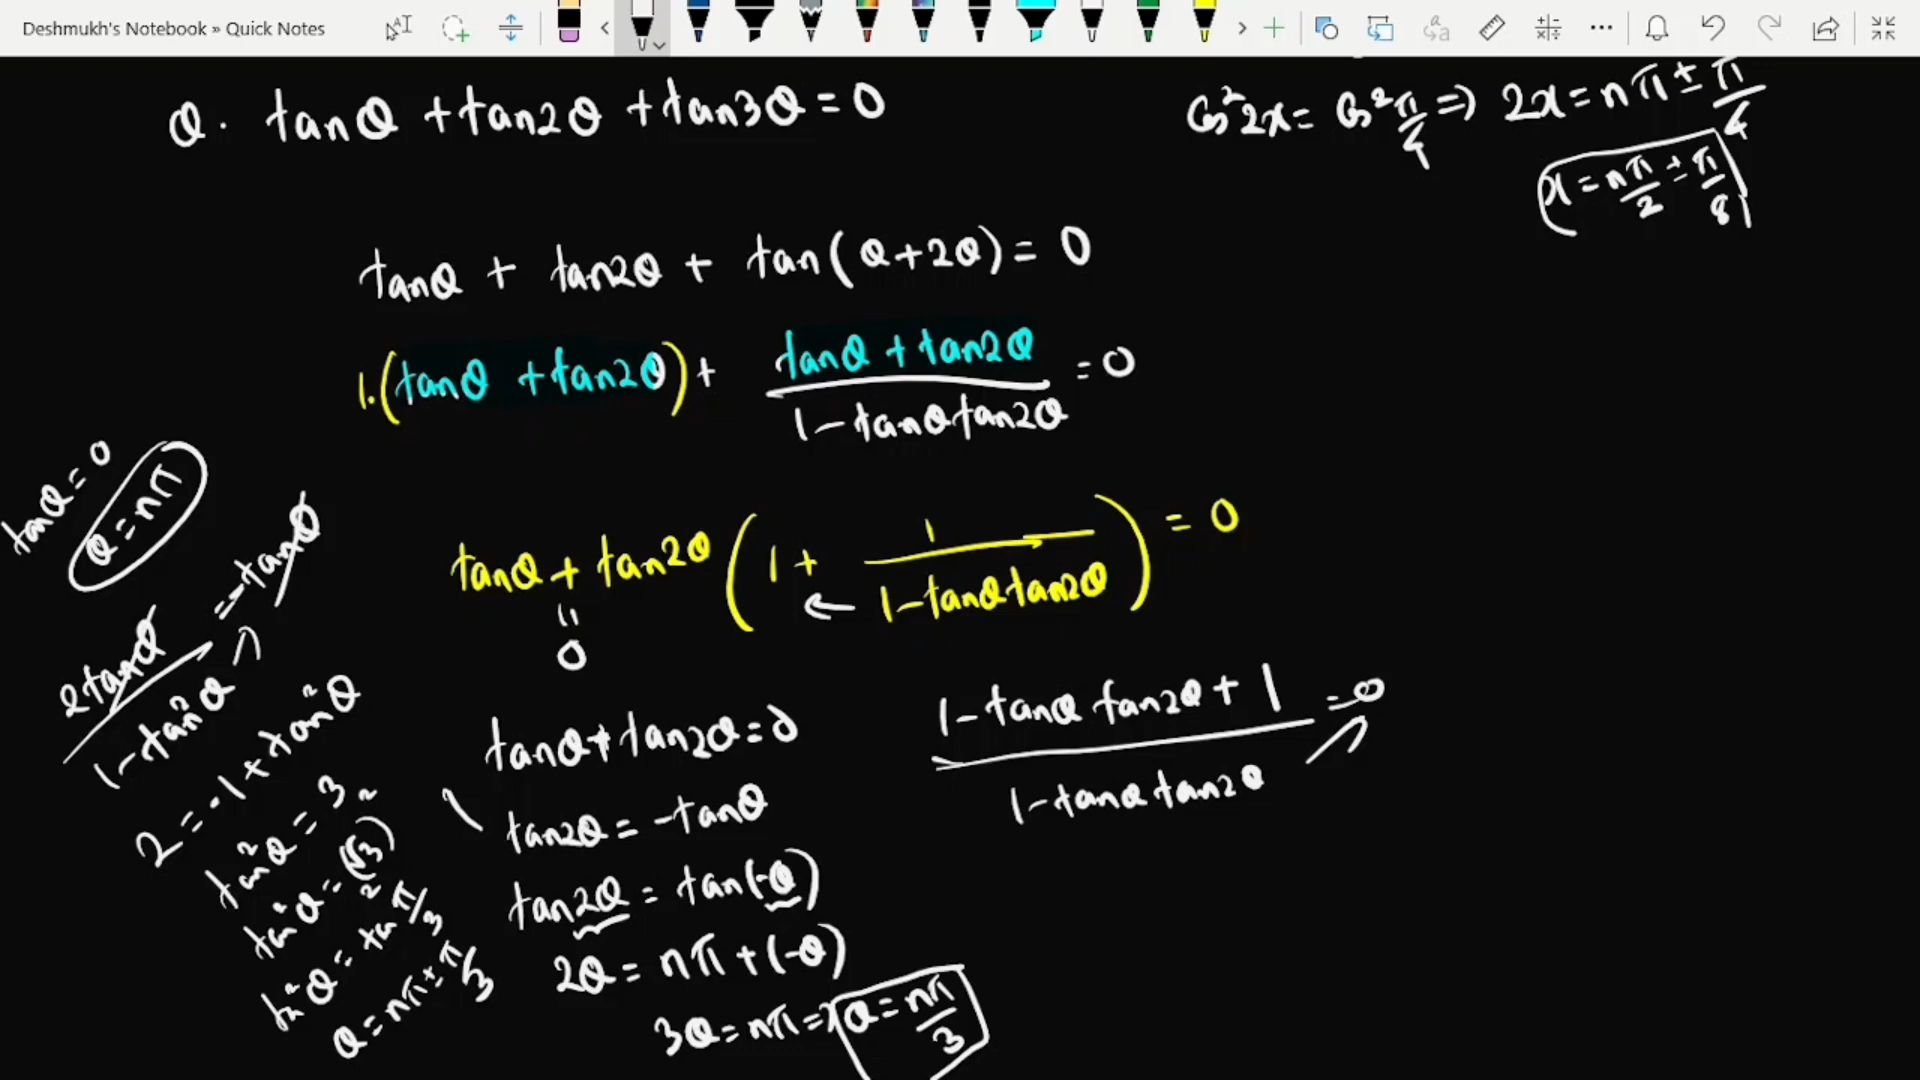 Deshmukh's Notebook » Quick Notes
Q. tanθ + tan2θ + tan3θ = 0
cos²2x = cos²π/4 ⇒ 2x = nπ ± π/4
x = nπ/2 ± π/8
tanθ + tan2θ + tan(θ+2θ) = 0
1.(tanθ + tan2θ) + (tanθ + tan2θ)/(1 - tanθtan2θ) = 0
tanθ + tan2θ (1 + 1/(1 - tanθtan2θ)) = 0
"
0
tanθ + tan2θ = 0
tan2θ = -tanθ
tan2θ = tan(-θ)
2θ = nπ + (-θ)
3θ = nπ ⇒ θ = nπ/3
(1 - tanθ tan2θ + 1)/(1 - tanθ tan2θ) = 0
tanθ = 0
θ = nπ
2tanθ/(1 - tan²θ) = -tanθ
2 = -1 + tan²θ
tan²θ = 3
tan²θ = (√3)²
tan²θ = tan²π/3
θ = nπ ± π/3